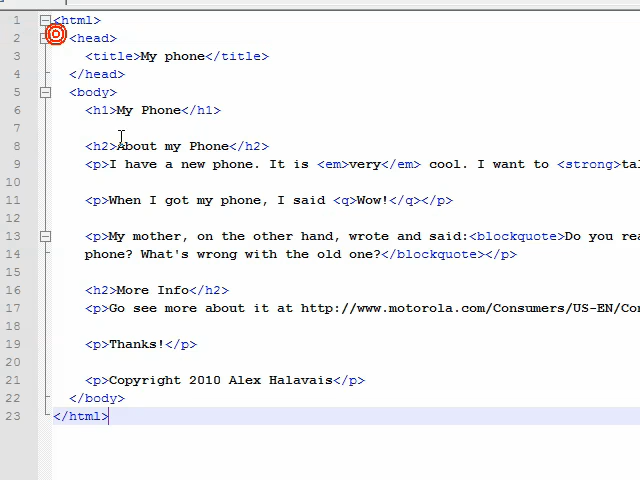 1 <html>
2 <head>
3 <title>My phone</title>
4 </head>
5 <body>
6 <h1>My Phone</h1>
7
8 <h2>About my Phone</h2>
9 <p>I have a new phone. It is <em>very</em> cool. I want to <strong>tal
10
11 <p>When I got my phone, I said <q>Wow!</q></p>
12
13 <p>My mother, on the other hand, wrote and said:<blockquote>Do you rea
14 phone? What's wrong with the old one?</blockquote></p>
15
16 <h2>More Info</h2>
17 <p>Go see more about it at http://www.motorola.com/Consumers/US-EN/Con
18
19 <p>Thanks!</p>
20
21 <p>Copyright 2010 Alex Halavais</p>
22 </body>
23 </html>